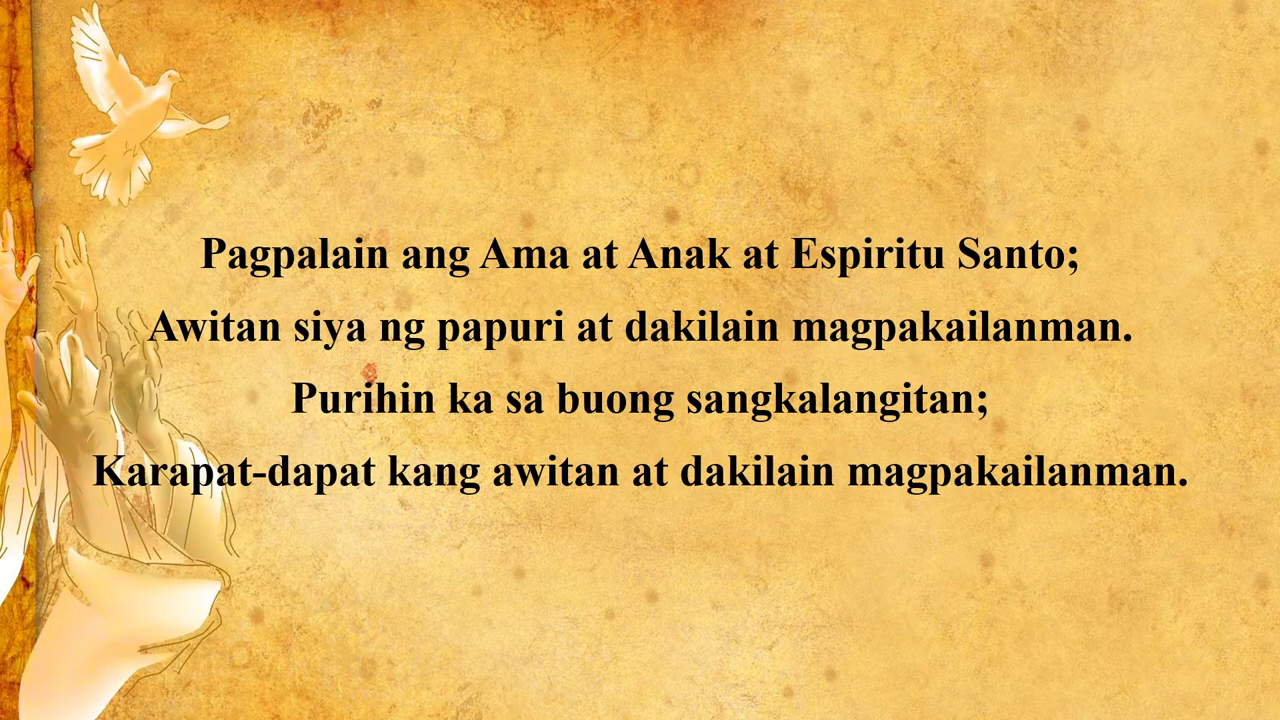 Pagpalain ang Ama at Anak at Espiritu Santo;
Awitan siya ng papuri at dakilain magpakailanman.
Purihin ka sa buong sangkalangitan;
Karapat-dapat kang awitan at dakilain magpakailanman.